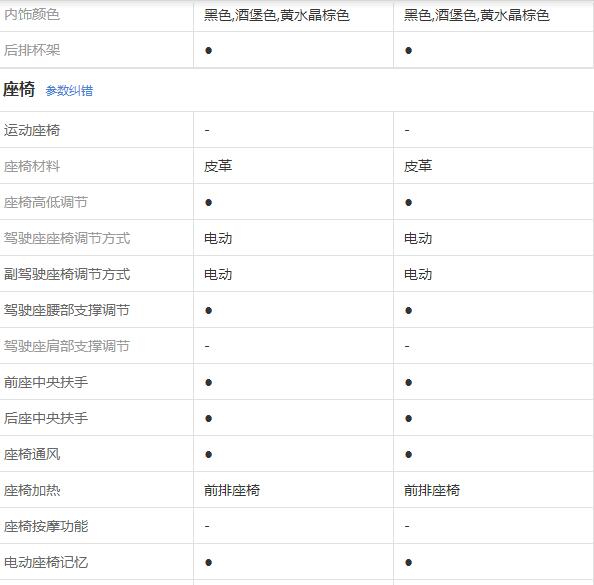 内饰颜色 黑色,酒堡色,黄水晶棕色 黑色,酒堡色,黄水晶棕色
后排杯架 ● ●
座椅 参数纠错
运动座椅 - -
座椅材料 皮革 皮革
座椅高低调节 ● ●
驾驶座座椅调节方式 电动 电动
副驾驶座椅调节方式 电动 电动
驾驶座腰部支撑调节 ● ●
驾驶座肩部支撑调节 - -
前座中央扶手 ● ●
后座中央扶手 ● ●
座椅通风 ● ●
座椅加热 前排座椅 前排座椅
座椅按摩功能 - -
电动座椅记忆 ● ●